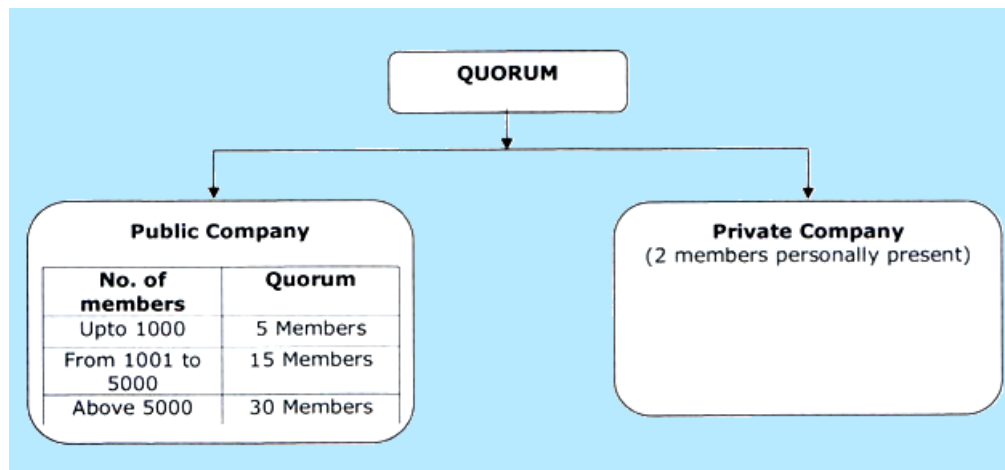 QUORUM
Public Company
No. of members Quorum
Upto 1000 5 Members
From 1001 to 5000 15 Members
Above 5000 30 Members
Private Company
(2 members personally present)